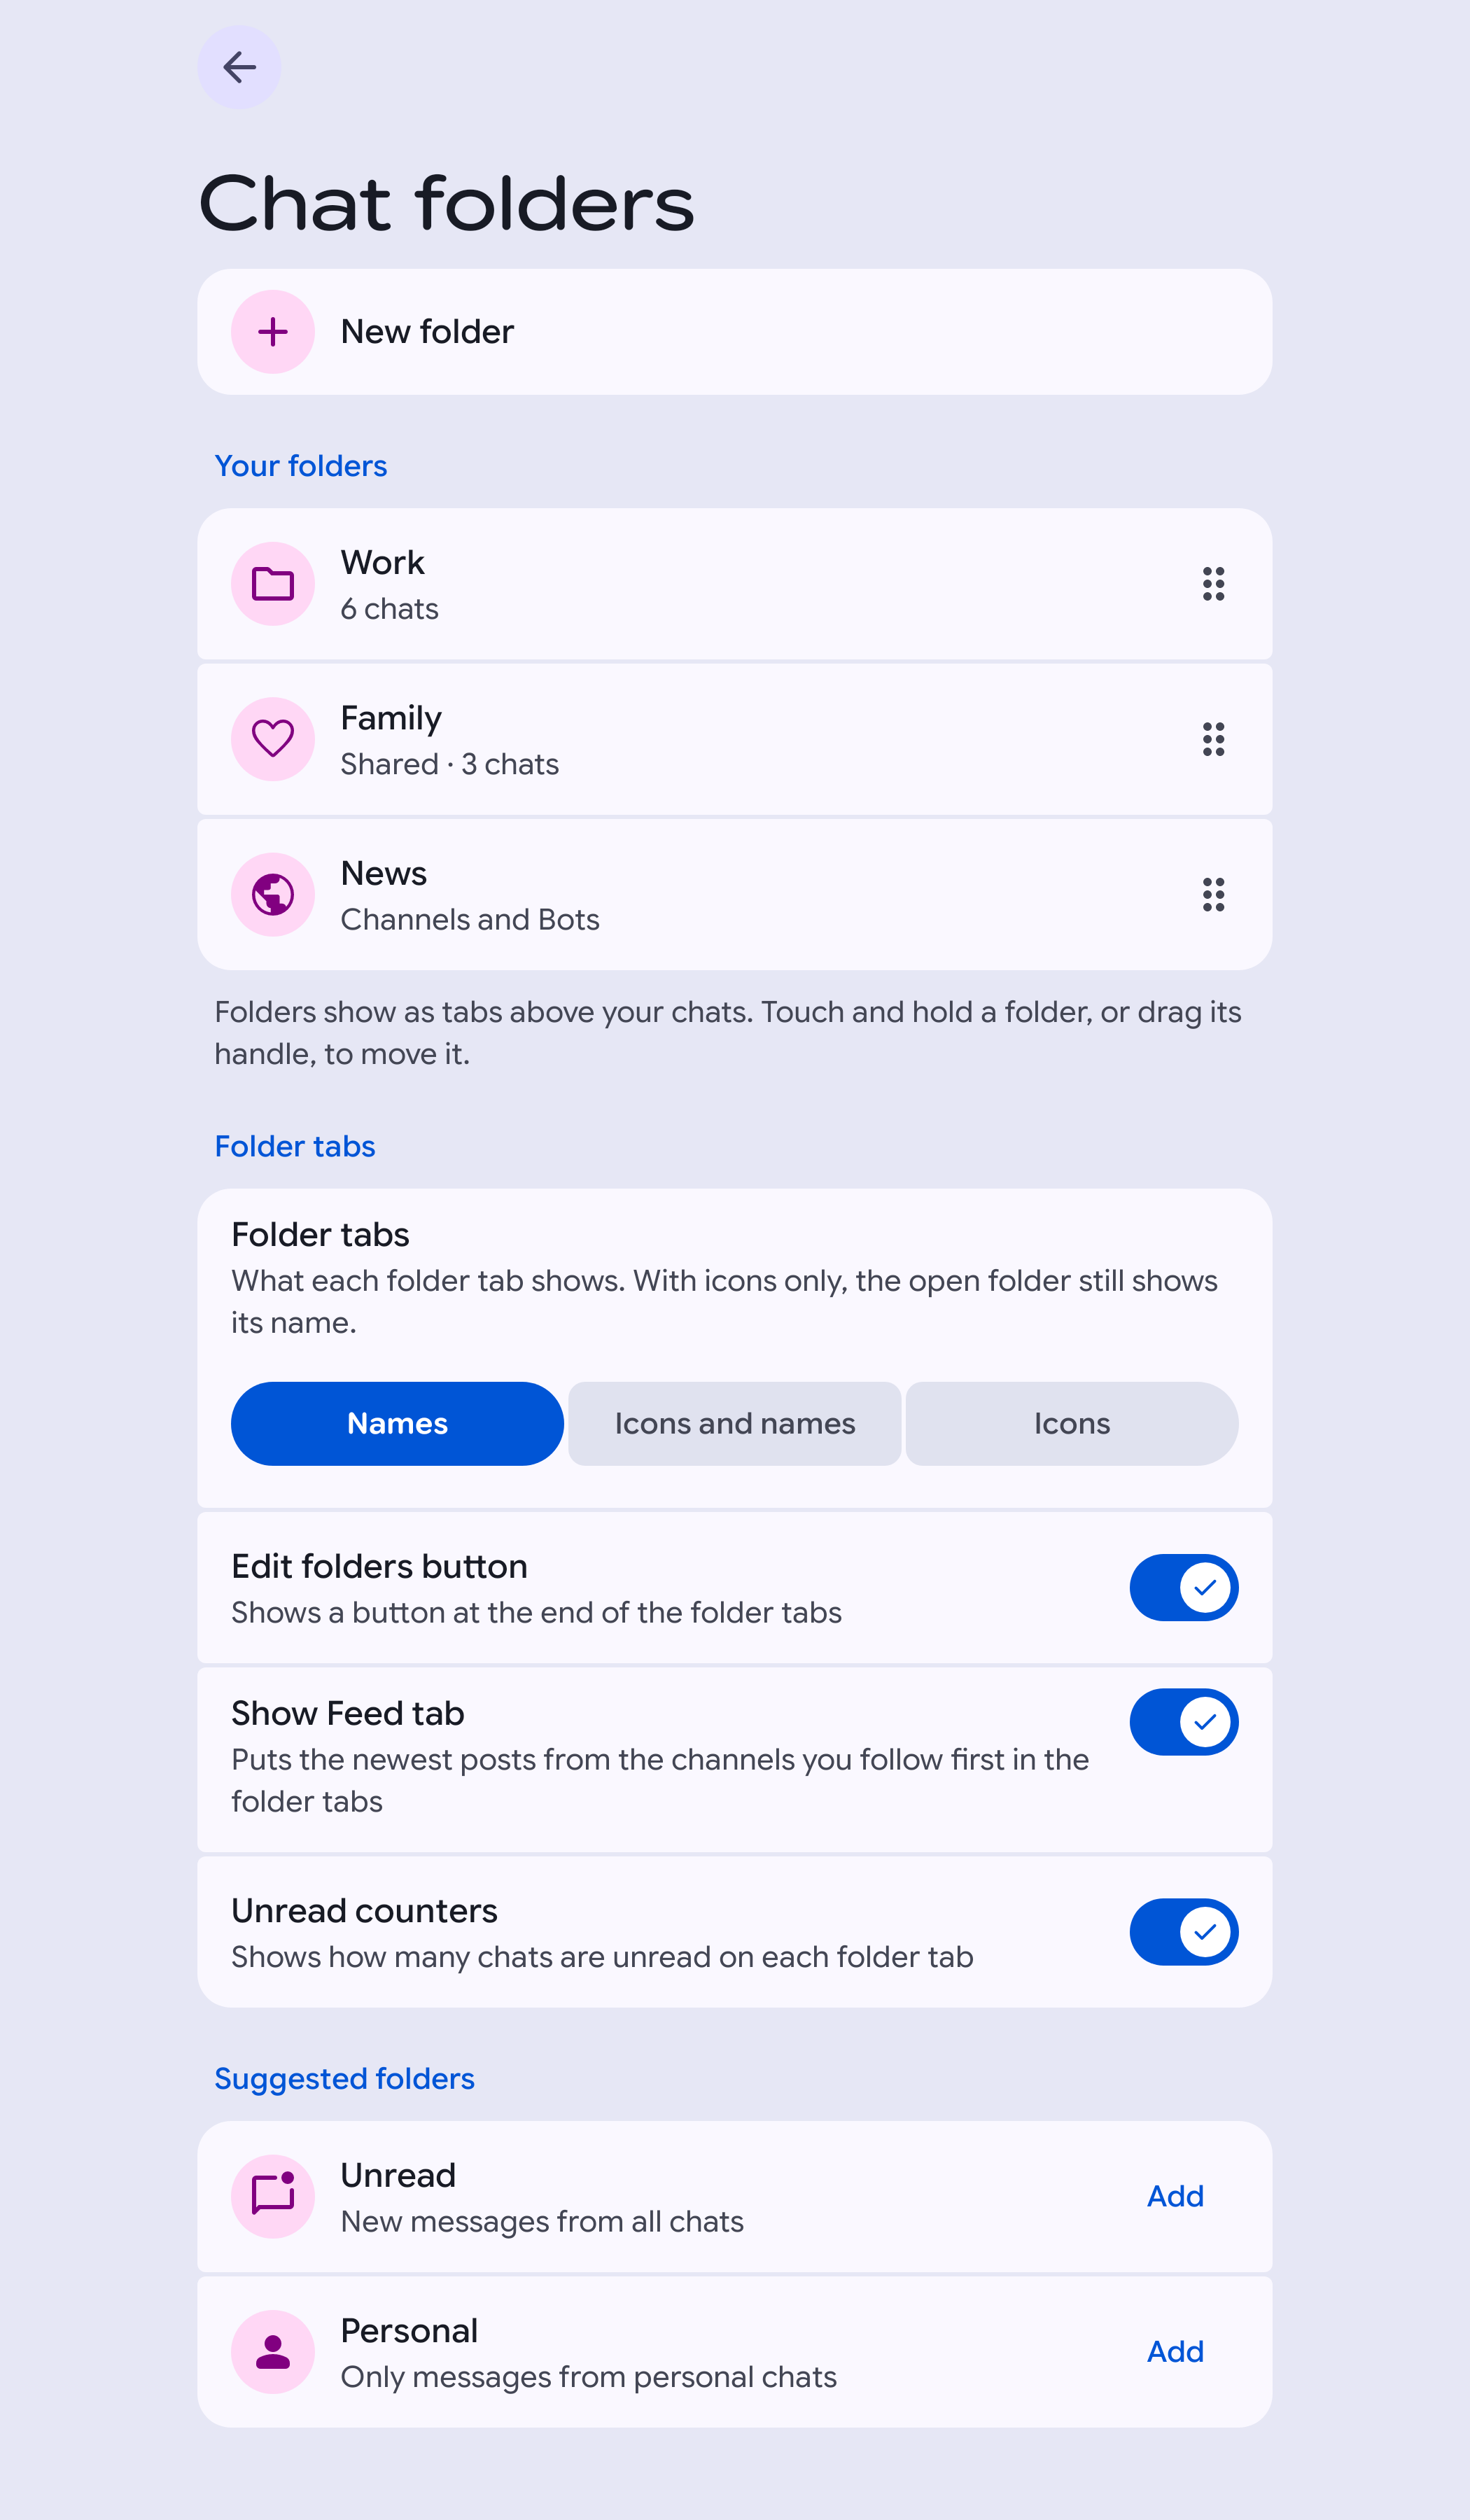 Chat folders
New folder
Your folders
Work
6 chats
Family
Shared · 3 chats
News
Channels and Bots
Folders show as tabs above your chats. Touch and hold a folder, or drag its
handle, to move it.
Folder tabs
Folder tabs
What each folder tab shows. With icons only, the open folder still shows
its name.
Names
Icons and names
Icons
Edit folders button
Shows a button at the end of the folder tabs
Show Feed tab
Puts the newest posts from the channels you follow first in the
folder tabs
Unread counters
Shows how many chats are unread on each folder tab
Suggested folders
Unread
New messages from all chats
Add
Personal
Only messages from personal chats
Add